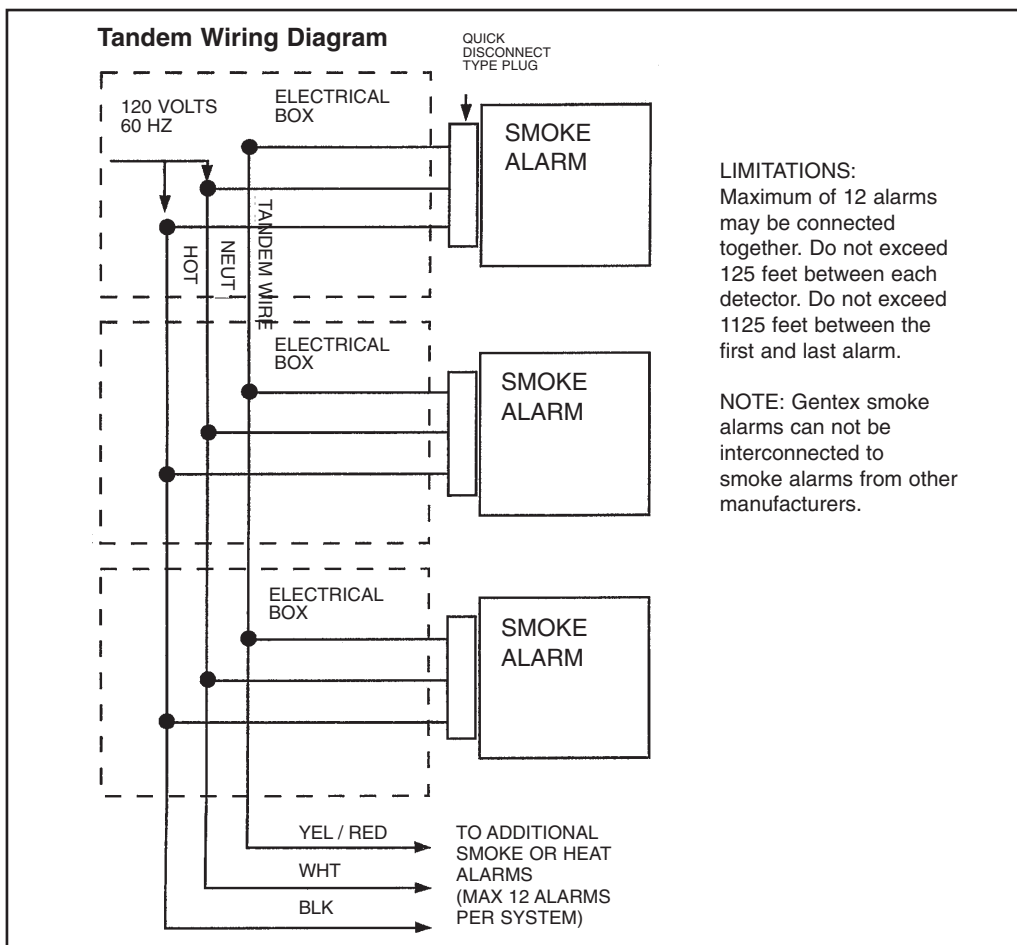 Tandem Wiring Diagram
QUICK
DISCONNECT
TYPE PLUG
120 VOLTS
60 HZ
ELECTRICAL
BOX
SMOKE
ALARM
HOT
NEUT
TANDEM WIRE
ELECTRICAL
BOX
SMOKE
ALARM
ELECTRICAL
BOX
SMOKE
ALARM
YEL / RED
WHT
BLK
TO ADDITIONAL
SMOKE OR HEAT
ALARMS
(MAX 12 ALARMS
PER SYSTEM)
LIMITATIONS:
Maximum of 12 alarms
may be connected
together. Do not exceed
125 feet between each
detector. Do not exceed
1125 feet between the
first and last alarm.
NOTE: Gentex smoke
alarms can not be
interconnected to
smoke alarms from other
manufacturers.